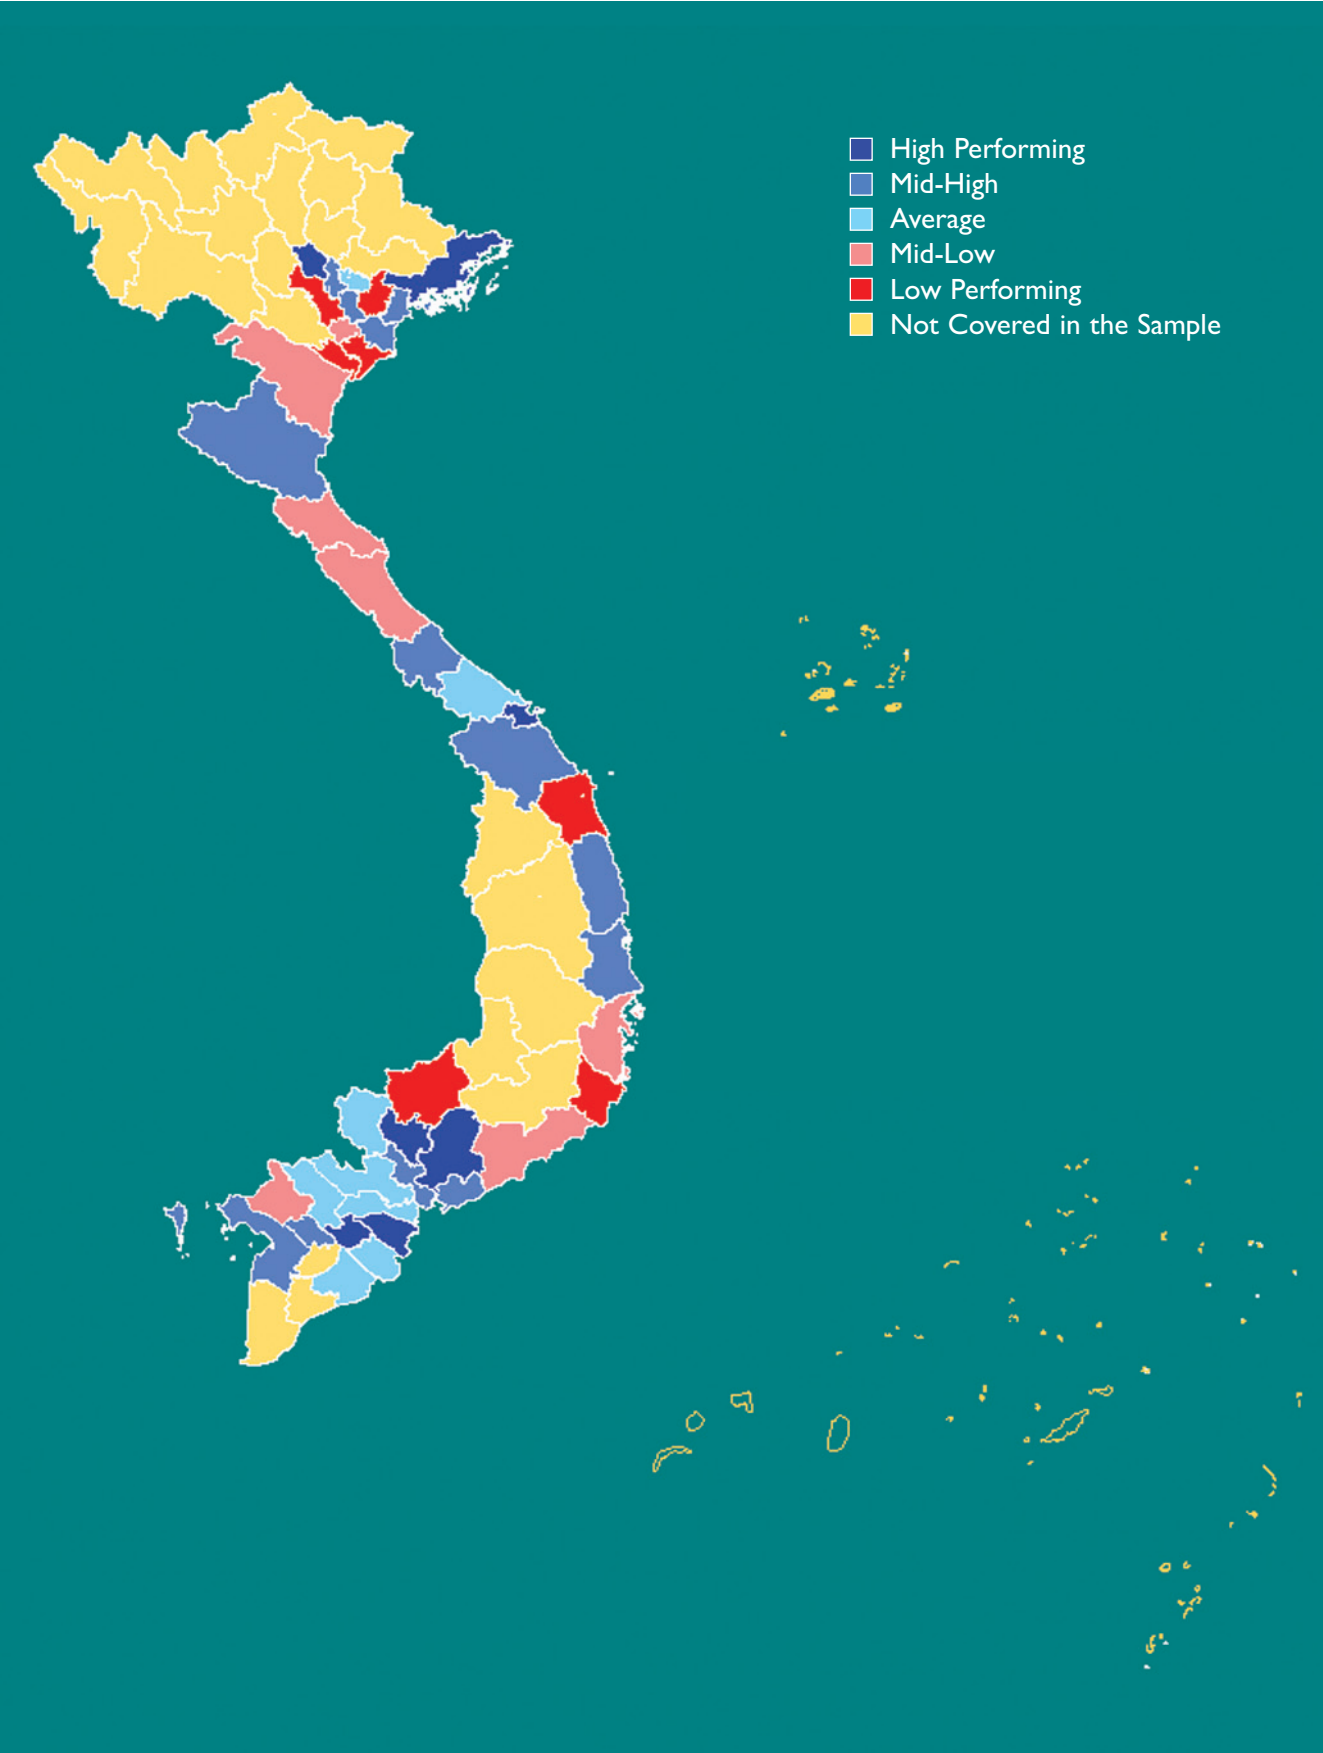 High Performing
Mid-High
Average
Mid-Low
Low Performing
Not Covered in the Sample